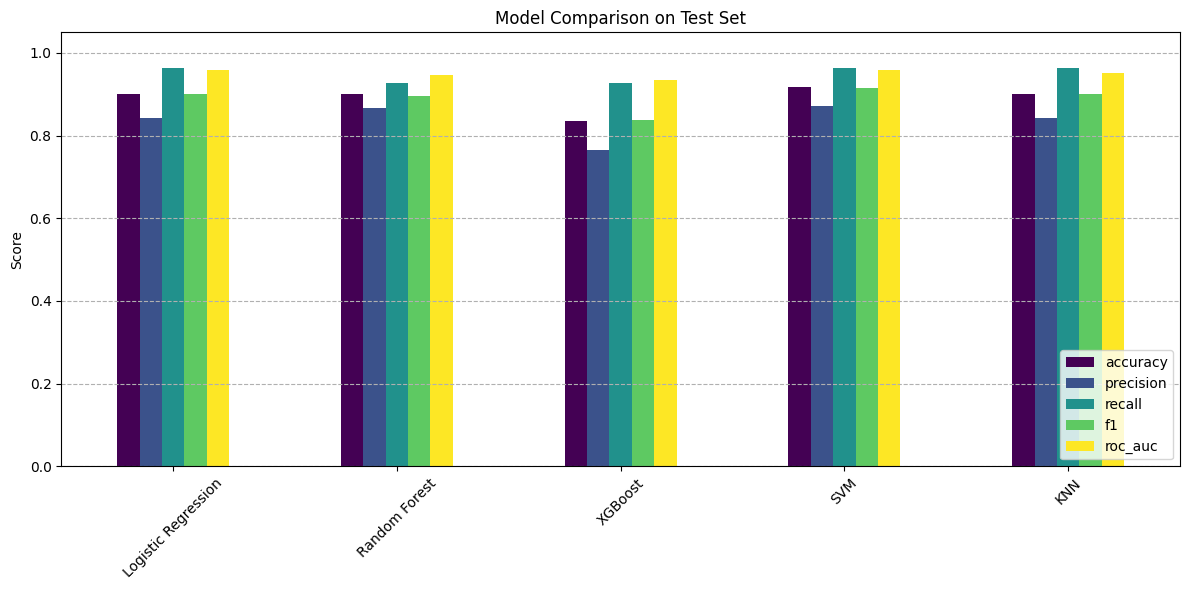 Model Comparison on Test Set
Score
1.0
0.8
0.6
0.4
0.2
0.0
Logistic Regression
Random Forest
XGBoost
SVM
KNN
accuracy
precision
recall
f1
roc_auc